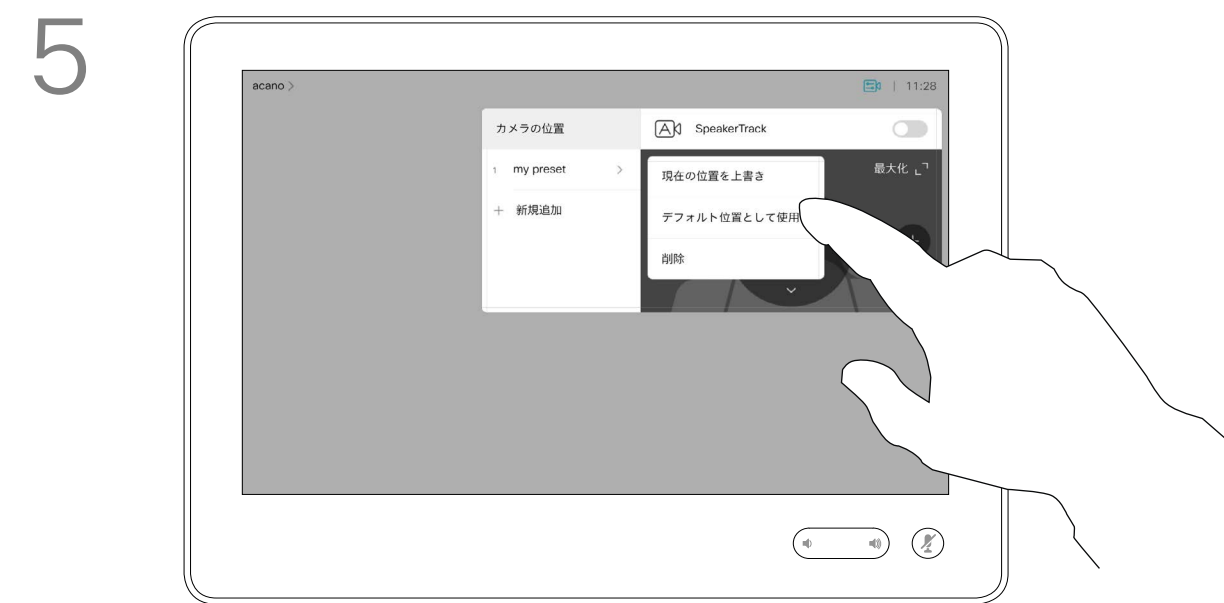 5
acano >
11:28
カメラの位置
SpeakerTrack
1 my preset >
最大化
現在の位置を上書き
+ 新規追加
デフォルト位置として使用
削除